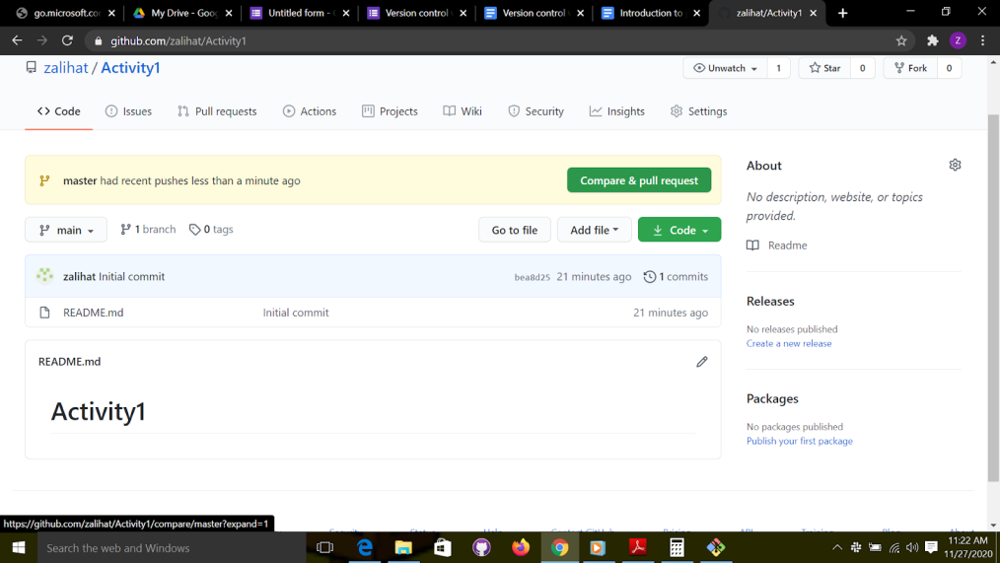 go.microsoft.co
My Drive - Goog
Untitled form -
Version control
Version control
Introduction to
zalihat/Activity1
github.com/zalihat/Activity1
Z
zalihat / Activity1
Unwatch 1
Star 0
Fork 0
Code
Issues
Pull requests
Actions
Projects
Wiki
Security
Insights
Settings
master had recent pushes less than a minute ago
Compare & pull request
main
1 branch
0 tags
Go to file
Add file
Code
zalihat Initial commit
bea8d25 21 minutes ago
1 commits
README.md
Initial commit
21 minutes ago
README.md
Activity1
About
No description, website, or topics
provided.
Readme
Releases
No releases published
Create a new release
Packages
No packages published
Publish your first package
https://github.com/zalihat/Activity1/compare/master?expand=1
Search the web and Windows
11:22 AM
11/27/2020